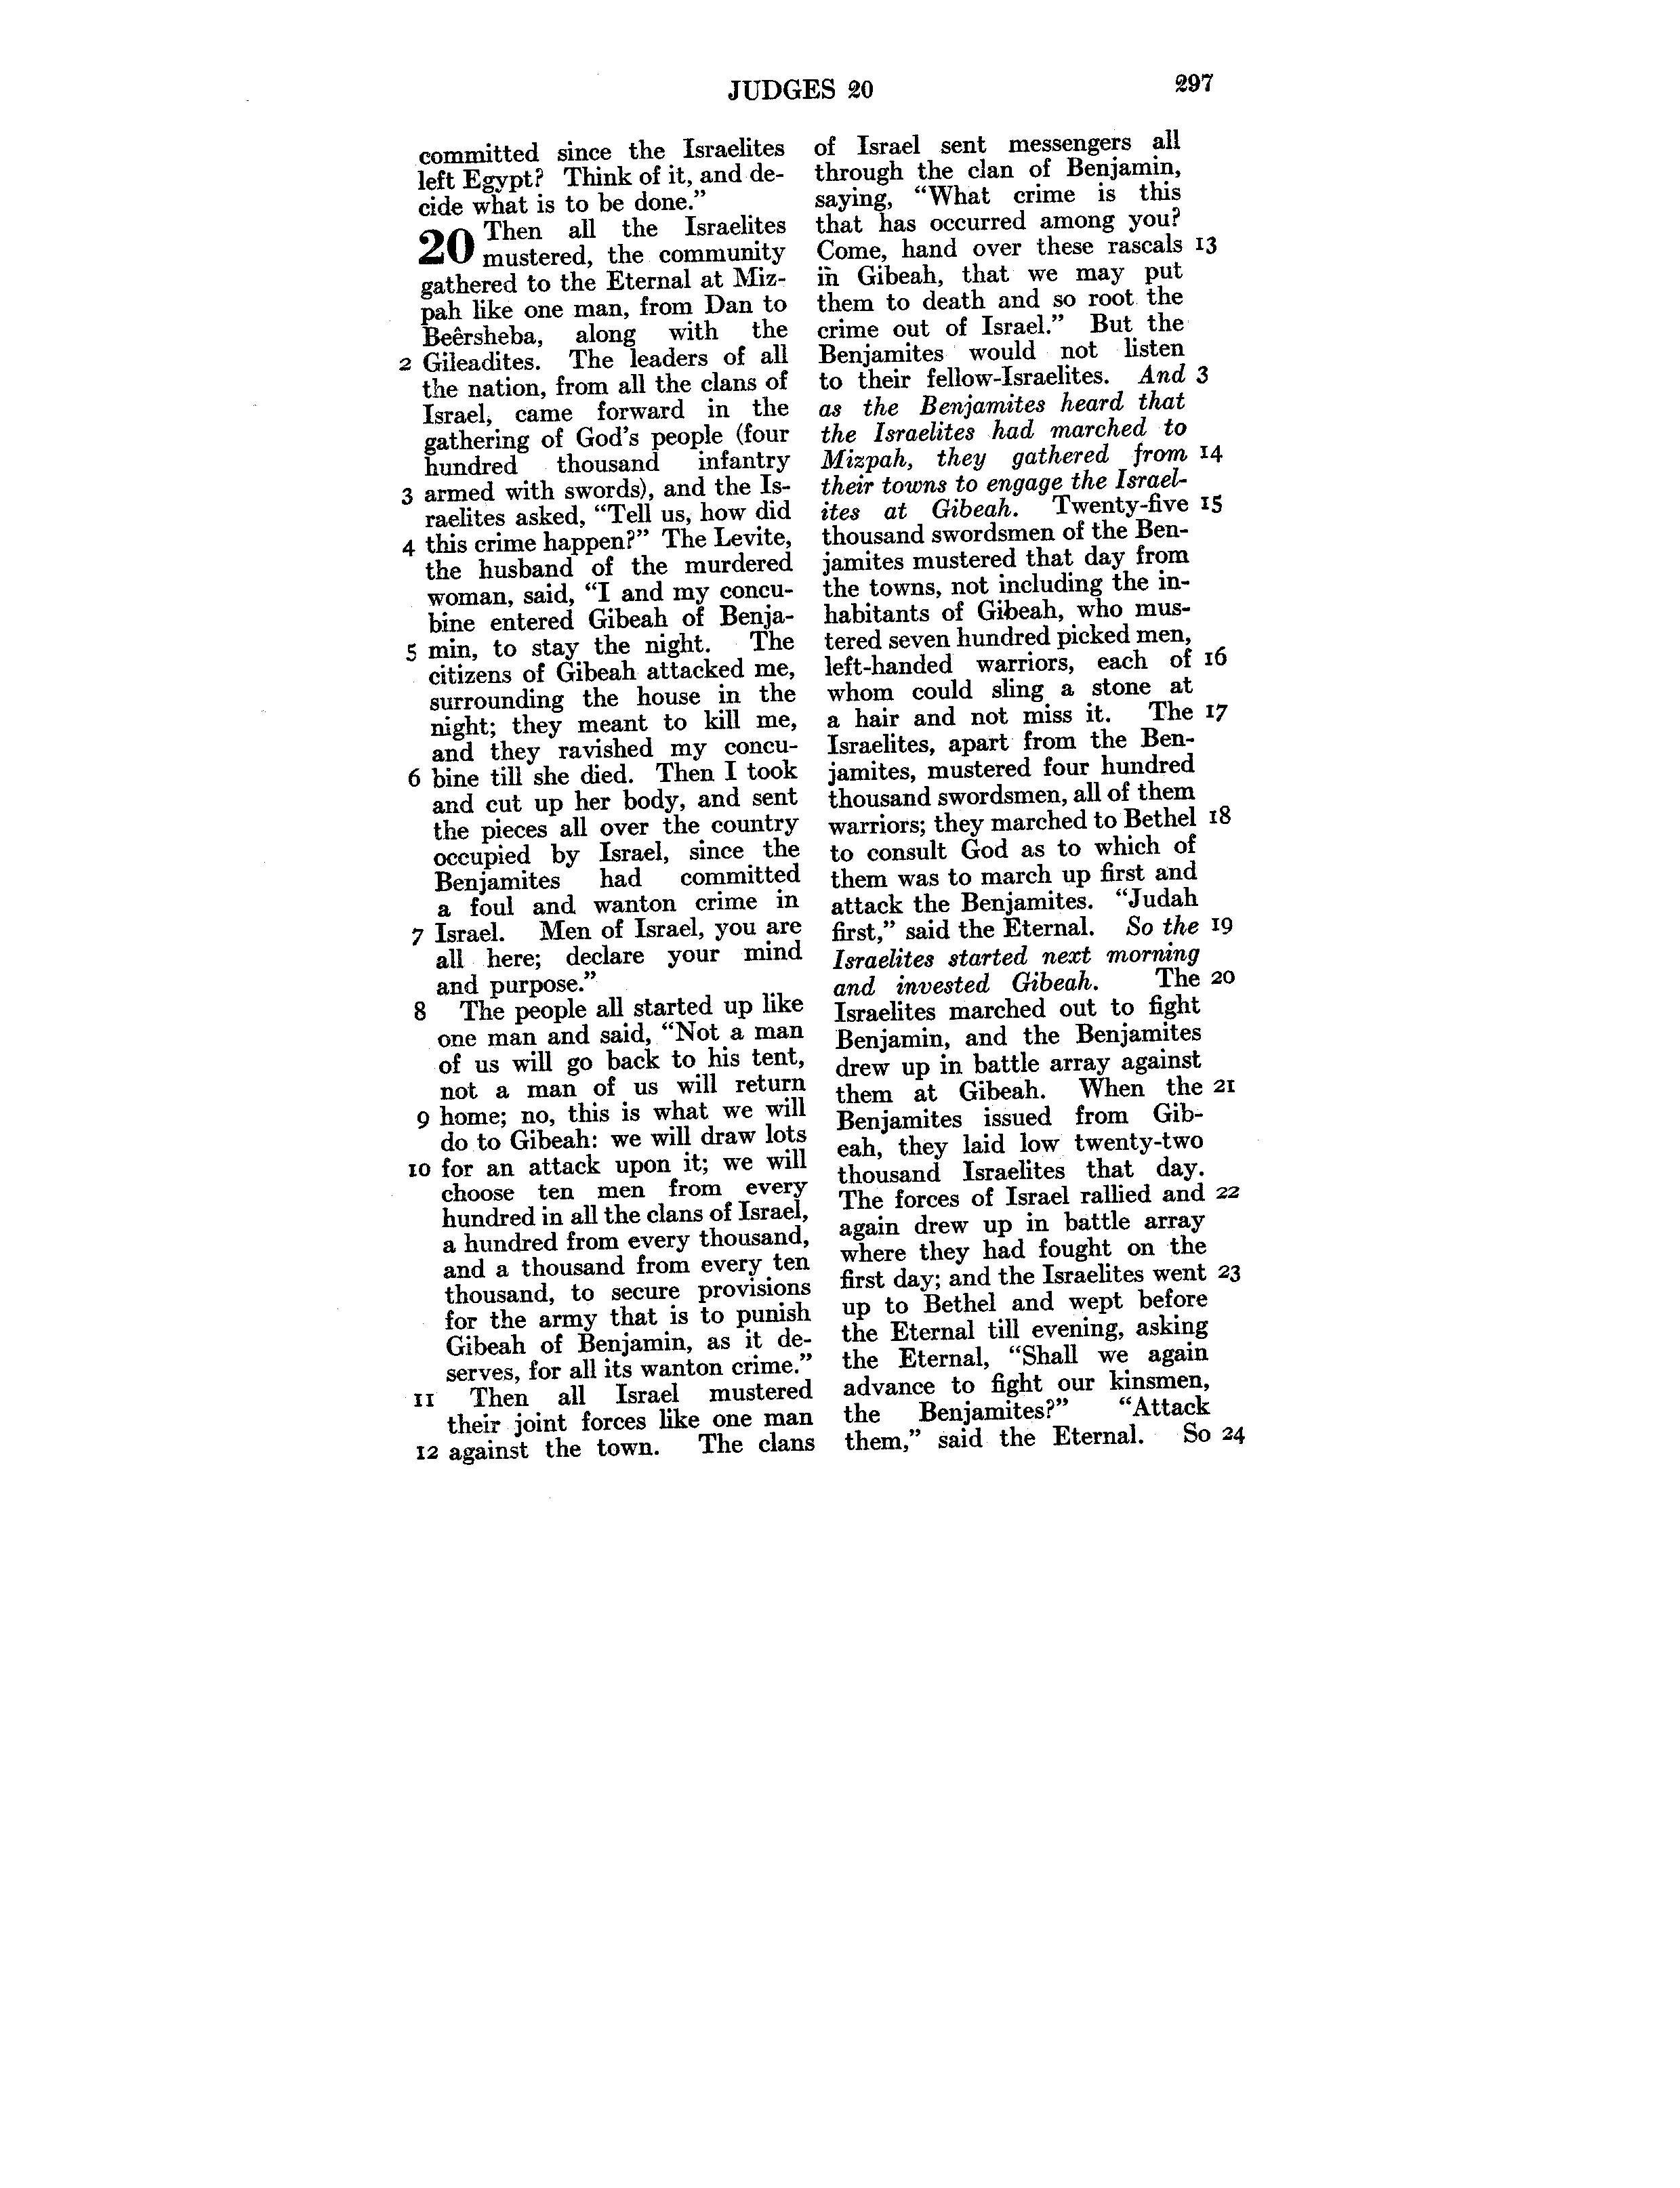 JUDGES 20 297
committed since the Israelites
left Egypt? Think of it, and de-
cide what is to be done.”
20 Then all the Israelites
mustered, the community
gathered to the Eternal at Miz-
pah like one man, from Dan to
Beêrsheba, along with the
2 Gileadites. The leaders of all
the nation, from all the clans of
Israel, came forward in the
gathering of God's people (four
hundred thousand infantry
3 armed with swords), and the Is-
raelites asked, “Tell us, how did
4 this crime happen?” The Levite,
the husband of the murdered
woman, said, “I and my concu-
bine entered Gibeah of Benja-
5 min, to stay the night. The
citizens of Gibeah attacked me,
surrounding the house in the
night; they meant to kill me,
and they ravished my concu-
6 bine till she died. Then I took
and cut up her body, and sent
the pieces all over the country
occupied by Israel, since the
Benjamites had committed
a foul and wanton crime in
7 Israel. Men of Israel, you are
all here; declare your mind
and purpose.”
8 The people all started up like
one man and said, “Not a man
of us will go back to his tent,
not a man of us will return
9 home; no, this is what we will
do to Gibeah: we will draw lots
10 for an attack upon it; we will
choose ten men from every
hundred in all the clans of Israel,
a hundred from every thousand,
and a thousand from every ten
thousand, to secure provisions
for the army that is to punish
Gibeah of Benjamin, as it de-
serves, for all its wanton crime.”
11 Then all Israel mustered
their joint forces like one man
12 against the town. The clans
of Israel sent messengers all
through the clan of Benjamin,
saying, “What crime is this
that has occurred among you?
Come, hand over these rascals 13
in Gibeah, that we may put
them to death and so root the
crime out of Israel.” But the
Benjamites would not listen
to their fellow-Israelites. And 3
as the Benjamites heard that
the Israelites had marched to
Mizpah, they gathered from 14
their towns to engage the Israel-
ites at Gibeah. Twenty-five 15
thousand swordsmen of the Ben-
jamites mustered that day from
the towns, not including the in-
habitants of Gibeah, who mus-
tered seven hundred picked men,
left-handed warriors, each of 16
whom could sling a stone at
a hair and not miss it. The 17
Israelites, apart from the Ben-
jamites, mustered four hundred
thousand swordsmen, all of them
warriors; they marched to Bethel 18
to consult God as to which of
them was to march up first and
attack the Benjamites. “Judah
first,” said the Eternal. So the 19
Israelites started next morning
and invested Gibeah. The 20
Israelites marched out to fight
Benjamin, and the Benjamites
drew up in battle array against
them at Gibeah. When the 21
Benjamites issued from Gib-
eah, they laid low twenty-two
thousand Israelites that day.
The forces of Israel rallied and 22
again drew up in battle array
where they had fought on the
first day; and the Israelites went 23
up to Bethel and wept before
the Eternal till evening, asking
the Eternal, “Shall we again
advance to fight our kinsmen,
the Benjamites?” “Attack
them,” said the Eternal. So 24